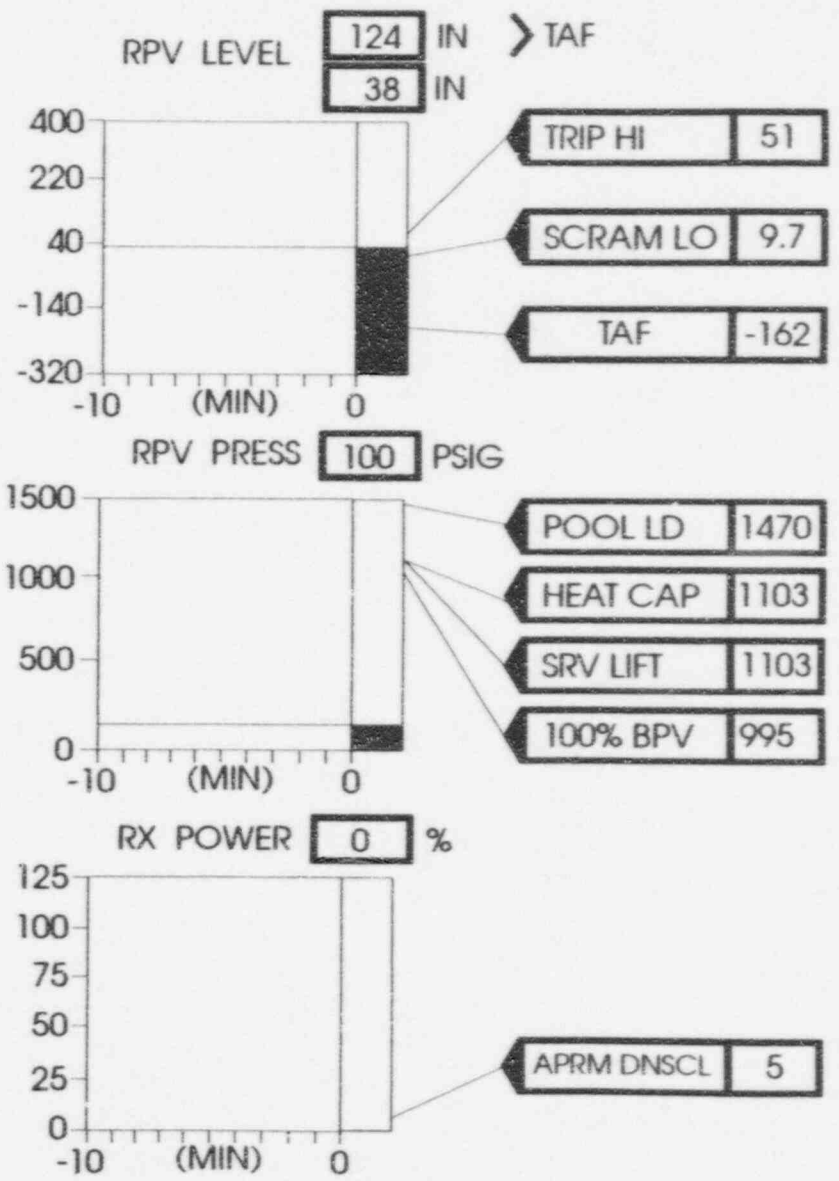 RPV LEVEL 124 IN > TAF
38 IN
400
220
40
-140
-320
-10 (MIN) 0
TRIP HI 51
SCRAM LO 9.7
TAF -162
RPV PRESS 100 PSIG
1500
1000
500
0
-10 (MIN) 0
POOL LD 1470
HEAT CAP 1103
SRV LIFT 1103
100% BPV 995
RX POWER 0 %
125
100
75
50
25
0
-10 (MIN) 0
APRM DNSCL 5